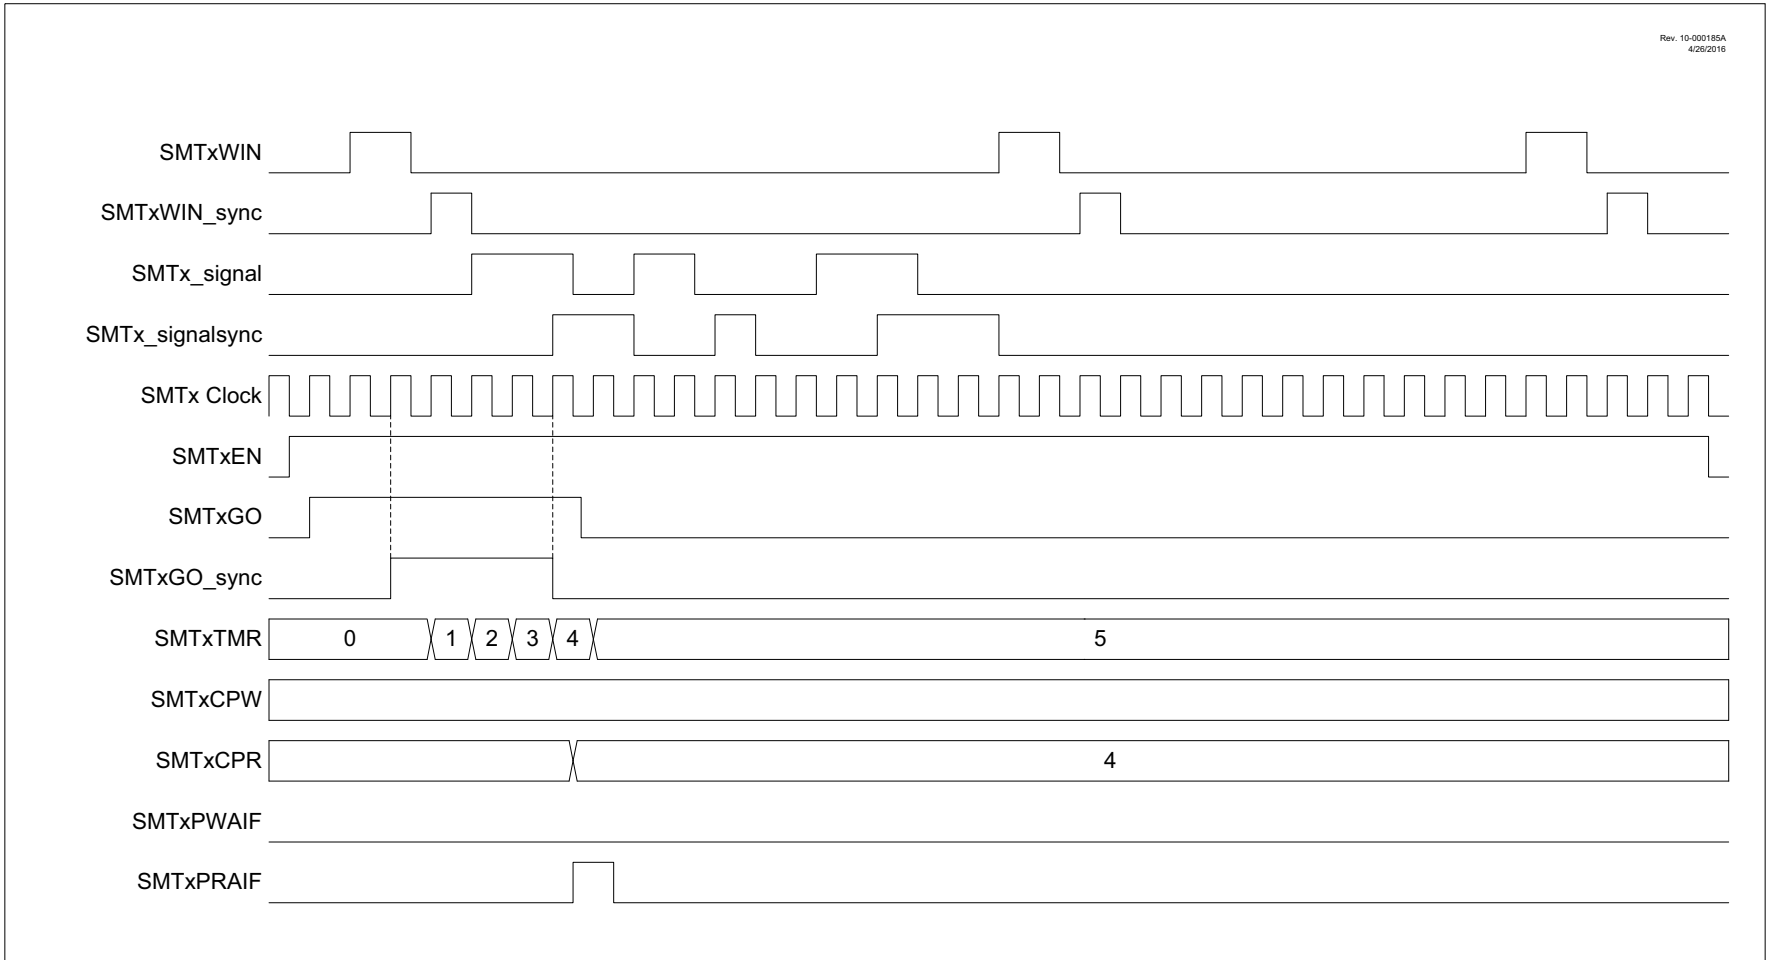 Rev. 10-000185A
4/26/2016
SMTxWIN
SMTxWIN_sync
SMTx_signal
SMTx_signalsync
SMTx Clock
SMTxEN
SMTxGO
SMTxGO_sync
SMTxTMR 0 1 2 3 4 5
SMTxCPW
SMTxCPR 4
SMTxPWAIF
SMTxPRAIF